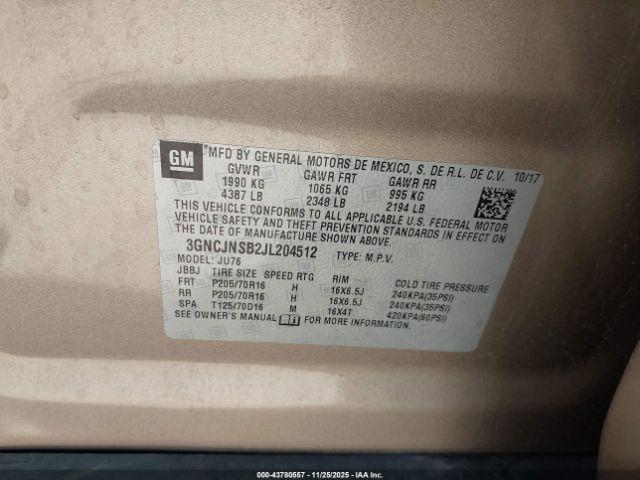 GM MFD BY GENERAL MOTORS DE MEXICO, S. DE R.L. DE C.V. 10/17
GVWR GAWR FRT GAWR RR
1990 KG 1065 KG 995 KG
4387 LB 2348 LB 2194 LB
THIS VEHICLE CONFORMS TO ALL APPLICABLE U.S. FEDERAL MOTOR
VEHICLE SAFETY AND THEFT PREVENTION STANDARDS IN EFFECT ON
THE DATE OF MANUFACTURE SHOWN ABOVE.
3GNCJNSB2JL204512 TYPE: M.P.V.
MODEL: JU76
JBBJ TIRE SIZE SPEED RTG RIM COLD TIRE PRESSURE
FRT P205/70R16 H 16X6.5J 240KPA(35PSI)
RR P205/70R16 H 16X6.5J 240KPA(35PSI)
SPA T125/70D16 M 16X4T 420KPA(60PSI)
SEE OWNER'S MANUAL FOR MORE INFORMATION.
000-43780557 - 11/25/2025 - IAA Inc.